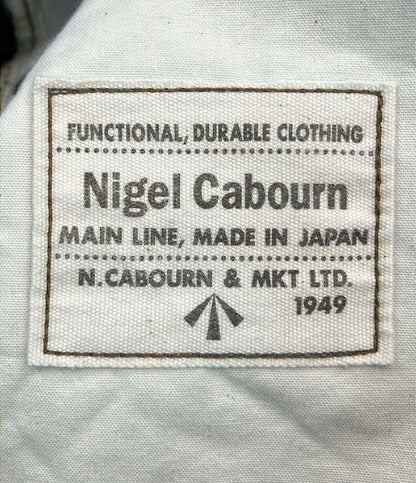 FUNCTIONAL, DURABLE CLOTHING
Nigel Cabourn
MAIN LINE, MADE IN JAPAN
N.CABOURN & MKT LTD.
1949